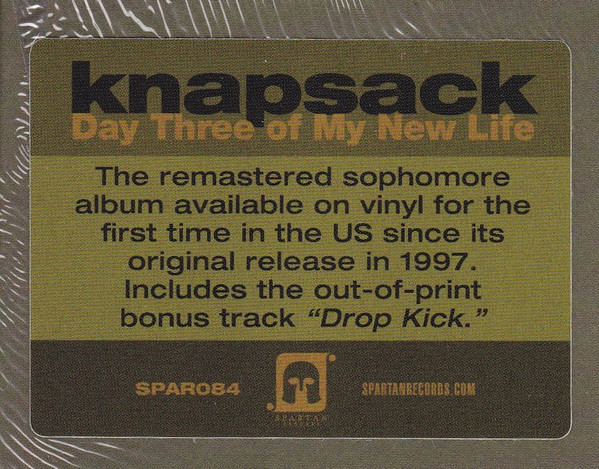 knapsack
Day Three of My New Life
The remastered sophomore
album available on vinyl for the
first time in the US since its
original release in 1997.
Includes the out-of-print
bonus track “Drop Kick.”
SPAR084
SPARTAN
RECORDS
SPARTANRECORDS.COM